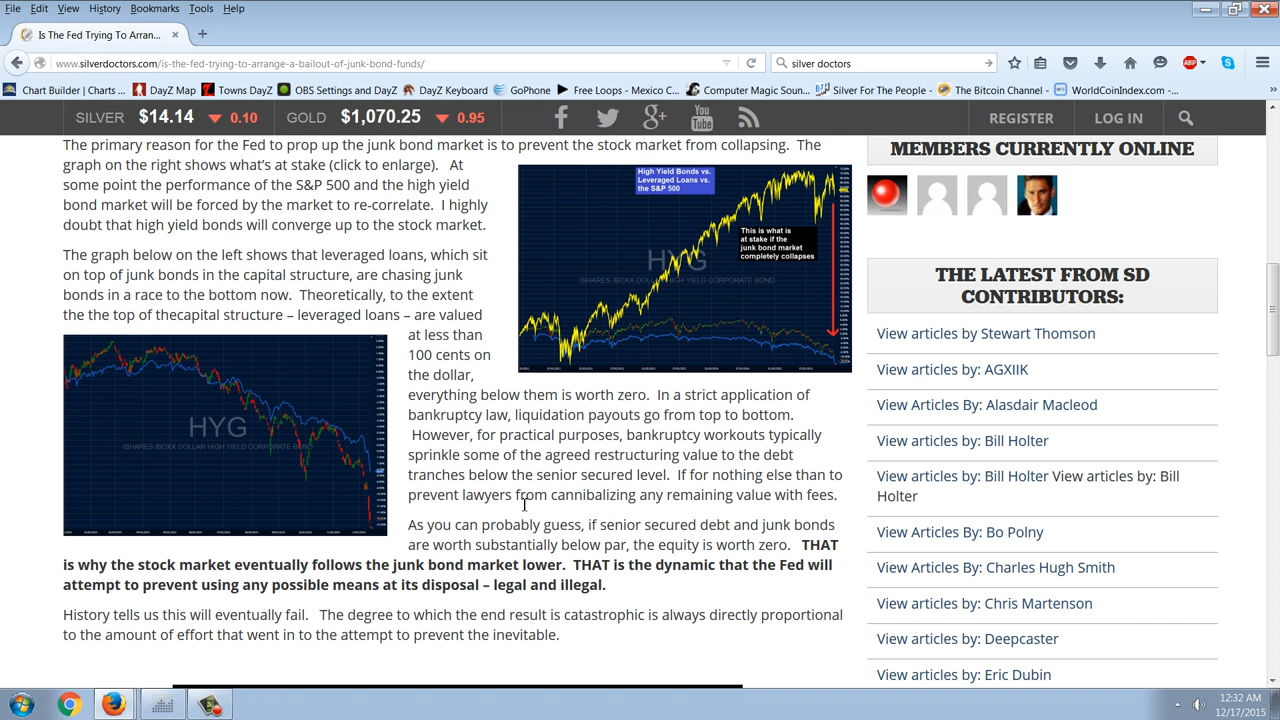 File Edit View History Bookmarks Tools Help
Is The Fed Trying To Arran...
www.silverdoctors.com/is-the-fed-trying-to-arrange-a-bailout-of-junk-bond-funds/
silver doctors
ABP
Chart Builder | Charts ...
DayZ Map
Towns DayZ
OBS Settings and DayZ
DayZ Keyboard
GoPhone
Free Loops - Mexico C...
Computer Magic Soun...
Silver For The People - ...
The Bitcoin Channel
WorldCoinIndex.com -...
SILVER $14.14 0.10 GOLD $1,070.25 0.95
You Tube
REGISTER LOG IN
The primary reason for the Fed to prop up the junk bond market is to prevent the stock market from collapsing. The
graph on the right shows what's at stake (click to enlarge). At
some point the performance of the S&P 500 and the high yield
bond market will be forced by the market to re-correlate. I highly
doubt that high yield bonds will converge up to the stock market.
High Yield Bonds vs.
Leveraged Loans vs.
the S&P 500
This is what is
at stake if the
junk bond market
completely collapses
HYG
ISHARES IBOXX DOLLAR HIGH YIELD CORPORATE BOND
The graph below on the left shows that leveraged loans, which sit
on top of junk bonds in the capital structure, are chasing junk
bonds in a race to the bottom now. Theoretically, to the extent
the the top of thecapital structure – leveraged loans – are valued
at less than
100 cents on
the dollar,
everything below them is worth zero. In a strict application of
bankruptcy law, liquidation payouts go from top to bottom.
However, for practical purposes, bankruptcy workouts typically
sprinkle some of the agreed restructuring value to the debt
tranches below the senior secured level. If for nothing else than to
prevent lawyers from cannibalizing any remaining value with fees.
HYG
ISHARES IBOXX DOLLAR HIGH YIELD CORPORATE BOND
As you can probably guess, if senior secured debt and junk bonds
are worth substantially below par, the equity is worth zero. THAT
is why the stock market eventually follows the junk bond market lower. THAT is the dynamic that the Fed will
attempt to prevent using any possible means at its disposal – legal and illegal.
History tells us this will eventually fail. The degree to which the end result is catastrophic is always directly proportional
to the amount of effort that went in to the attempt to prevent the inevitable.
MEMBERS CURRENTLY ONLINE
THE LATEST FROM SD
CONTRIBUTORS:
View articles by Stewart Thomson
View articles by: AGXIIK
View Articles By: Alasdair Macleod
View articles by: Bill Holter
View articles by: Bill Holter View articles by: Bill
Holter
View articles by: Bo Polny
View articles by: Charles Hugh Smith
View articles by: Chris Martenson
View articles by: Deepcaster
View articles by: Eric Dubin
12:32 AM
12/17/2015